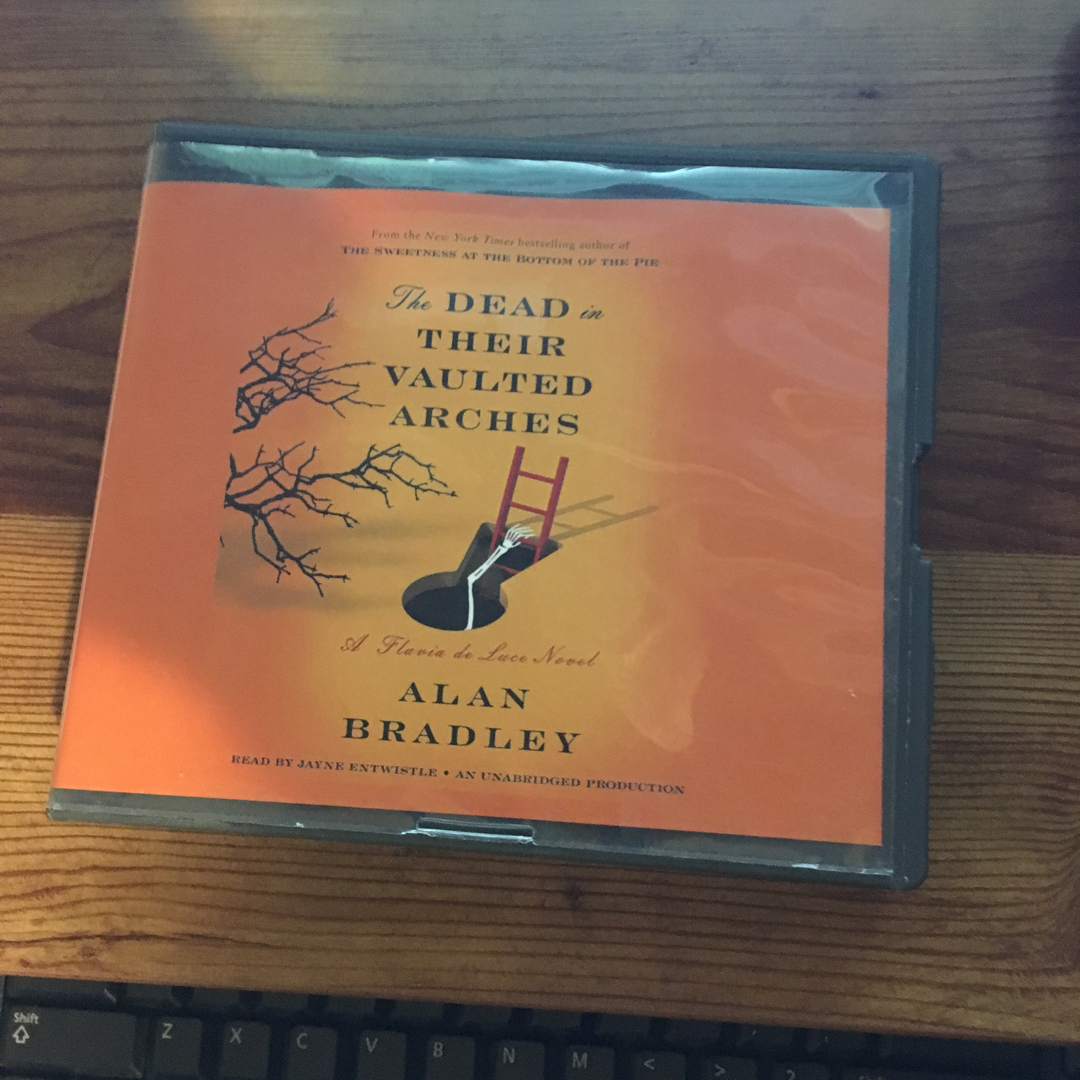 From the New York Times bestselling author of
THE SWEETNESS AT THE BOTTOM OF THE PIE
The DEAD in
THEIR
VAULTED
ARCHES
A Flavia de Luce Novel
ALAN
BRADLEY
READ BY JAYNE ENTWISTLE • AN UNABRIDGED PRODUCTION
Shift Z X C V B N M < > ?